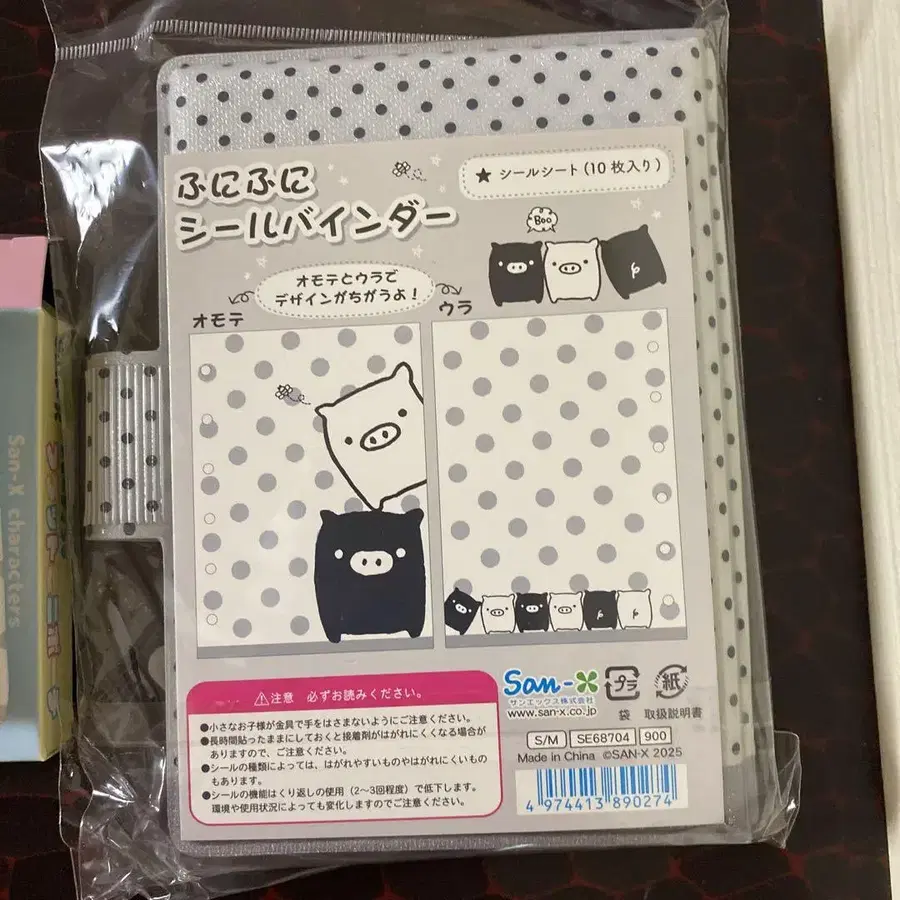 ふにふに
シールバインダー
★ シールシート (10枚入り)
Boo
オモテとウラで
デザインがちがうよ!
オモテ
ウラ
⚠注意 必ずお読みください。
●小さなお子様が金具で手をはさまないようにご注意ください。
●長時間貼ったままにしておくと接着剤がはがれにくくなる場合が
ありますので、ご注意ください。
●シールの種類によっては、はがれやすいものやはがれにくいもの
もあります。
●シールの機能はくり返しの使用 (2〜3回程度) で低下します。
環境や使用状況によっても変化しますのでご注意ください。
San-X
サンエックス株式会社
www.san-x.co.jp
プラ
袋
紙
取扱説明書
S/M SE68704 900
Made in China ©SAN-X 2025
4 974413 890274
San-X characters